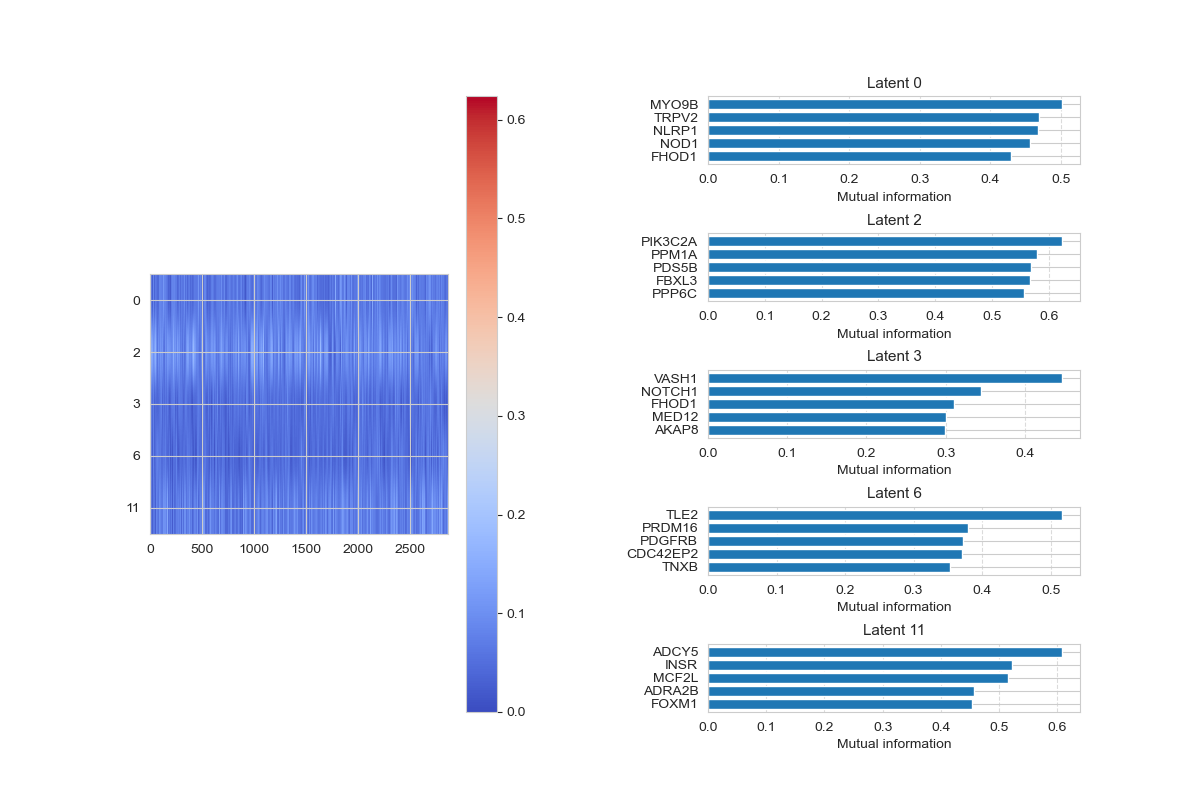 0
2
3
6
11
0 500 1000 1500 2000 2500
0.6
0.5
0.4
0.3
0.2
0.1
0.0
Latent 0
MYO9B
TRPV2
NLRP1
NOD1
FHOD1
0.0 0.1 0.2 0.3 0.4 0.5
Mutual information
Latent 2
PIK3C2A
PPM1A
PDS5B
FBXL3
PPP6C
0.0 0.1 0.2 0.3 0.4 0.5 0.6
Mutual information
Latent 3
VASH1
NOTCH1
FHOD1
MED12
AKAP8
0.0 0.1 0.2 0.3 0.4
Mutual information
Latent 6
TLE2
PRDM16
PDGFRB
CDC42EP2
TNXB
0.0 0.1 0.2 0.3 0.4 0.5
Mutual information
Latent 11
ADCY5
INSR
MCF2L
ADRA2B
FOXM1
0.0 0.1 0.2 0.3 0.4 0.5 0.6
Mutual information